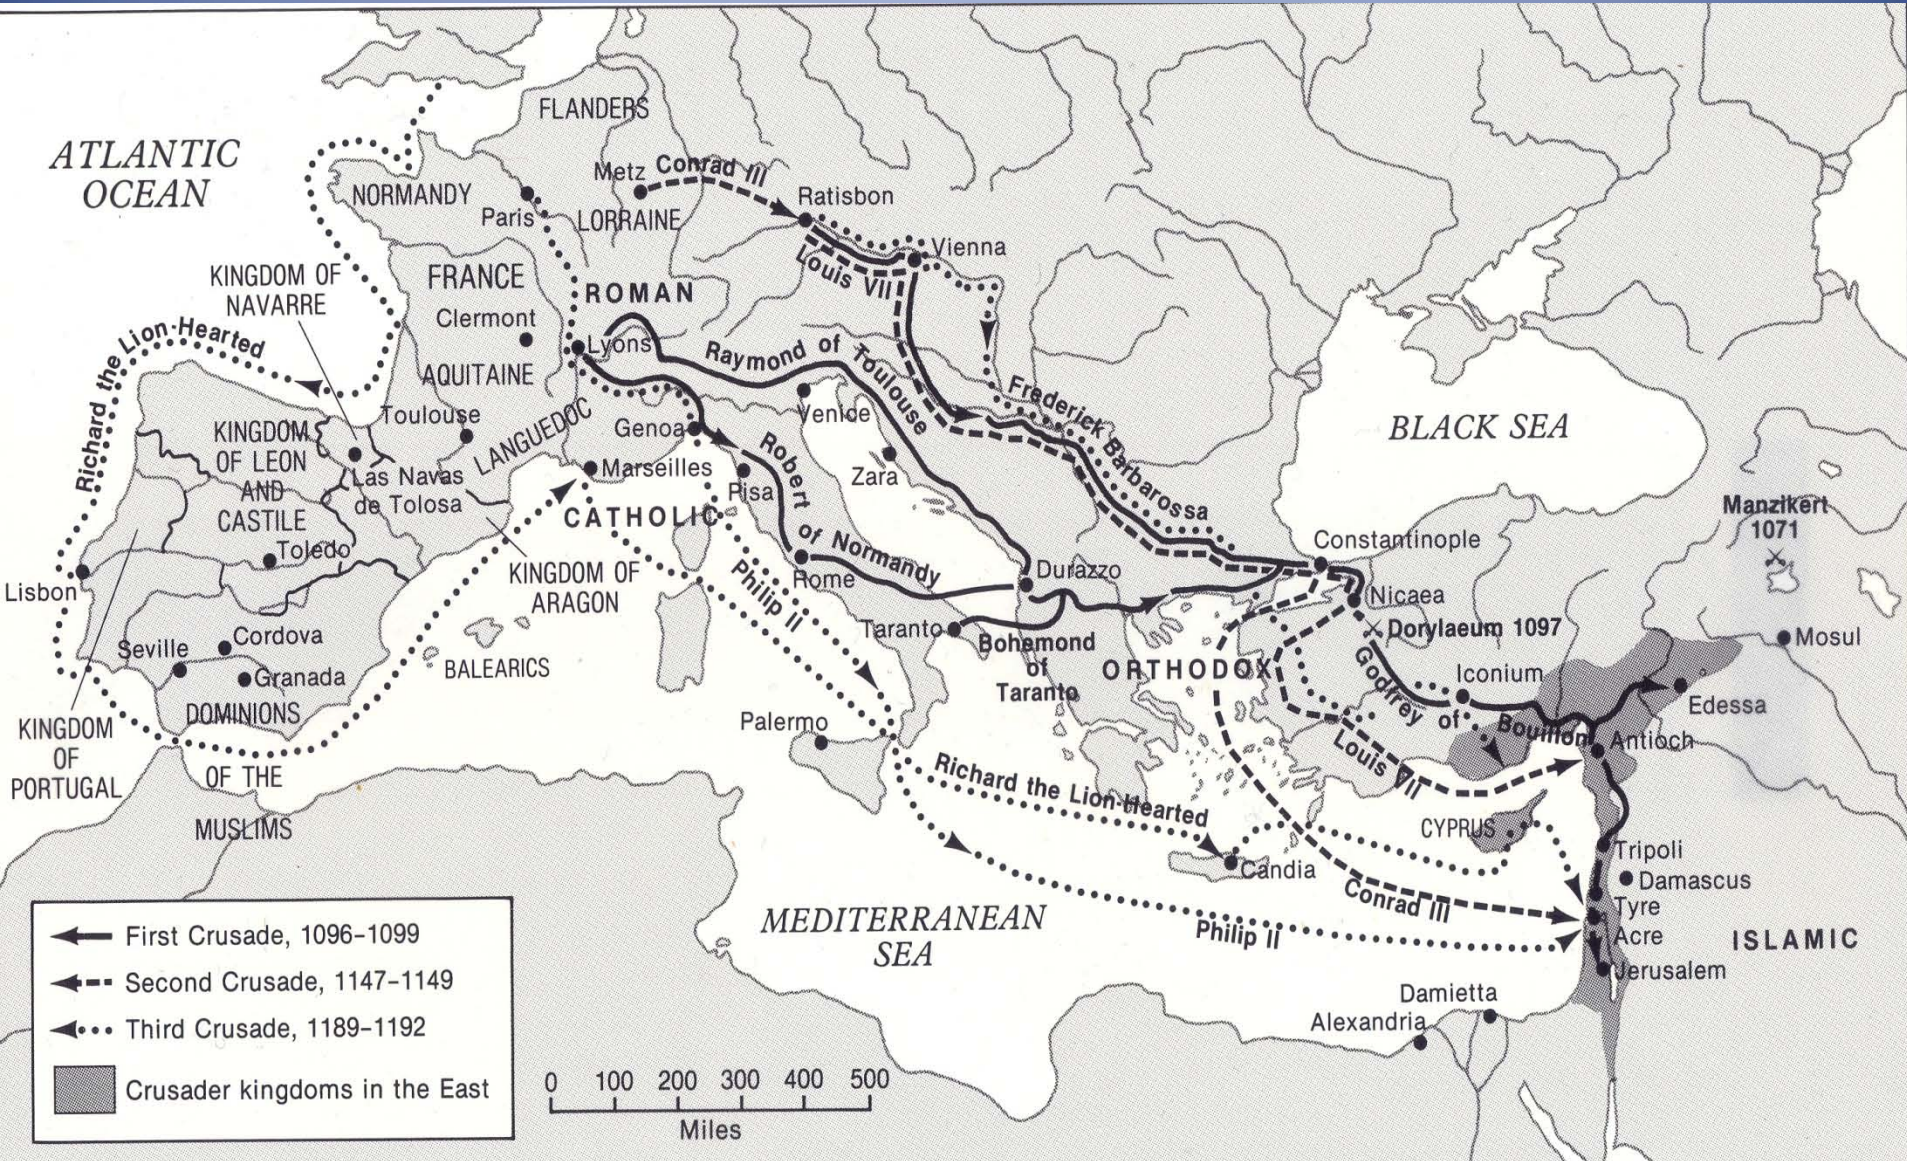 FLANDERS
ATLANTIC
OCEAN
Metz
Conrad III
NORMANDY
Paris
LORRAINE
Ratisbon
Vienna
Louis VII
KINGDOM OF
NAVARRE
FRANCE
ROMAN
Clermont
Lyons
Richard the Lion-Hearted
AQUITAINE
Raymond of Toulouse
Frederick Barbarossa
Toulouse
LANGUEDOC
Genoa
Venice
BLACK SEA
KINGDOM
OF LEON
AND
CASTILE
Las Navas
de Tolosa
Marseilles
Pisa
Robert
of Normandy
Zara
Manzikert
1071
CATHOLIC
Toledo
Constantinople
Lisbon
KINGDOM OF
ARAGON
Philip II
Rome
Durazzo
Nicaea
Dorylaeum 1097
Mosul
Seville
Cordova
Granada
BALEARICS
Taranto
Bohemond
of
Taranto
ORTHODOX
Godfrey of Bouillon
Iconium
Edessa
DOMINIONS
OF THE
MUSLIMS
KINGDOM
OF
PORTUGAL
Palermo
Louis VII
Antioch
Richard the Lion-Hearted
CYPRUS
Candia
Tripoli
Damascus
Tyre
Acre
Jerusalem
ISLAMIC
Conrad III
Philip II
MEDITERRANEAN
SEA
Damietta
Alexandria
First Crusade, 1096–1099
Second Crusade, 1147–1149
Third Crusade, 1189–1192
Crusader kingdoms in the East
0 100 200 300 400 500
Miles